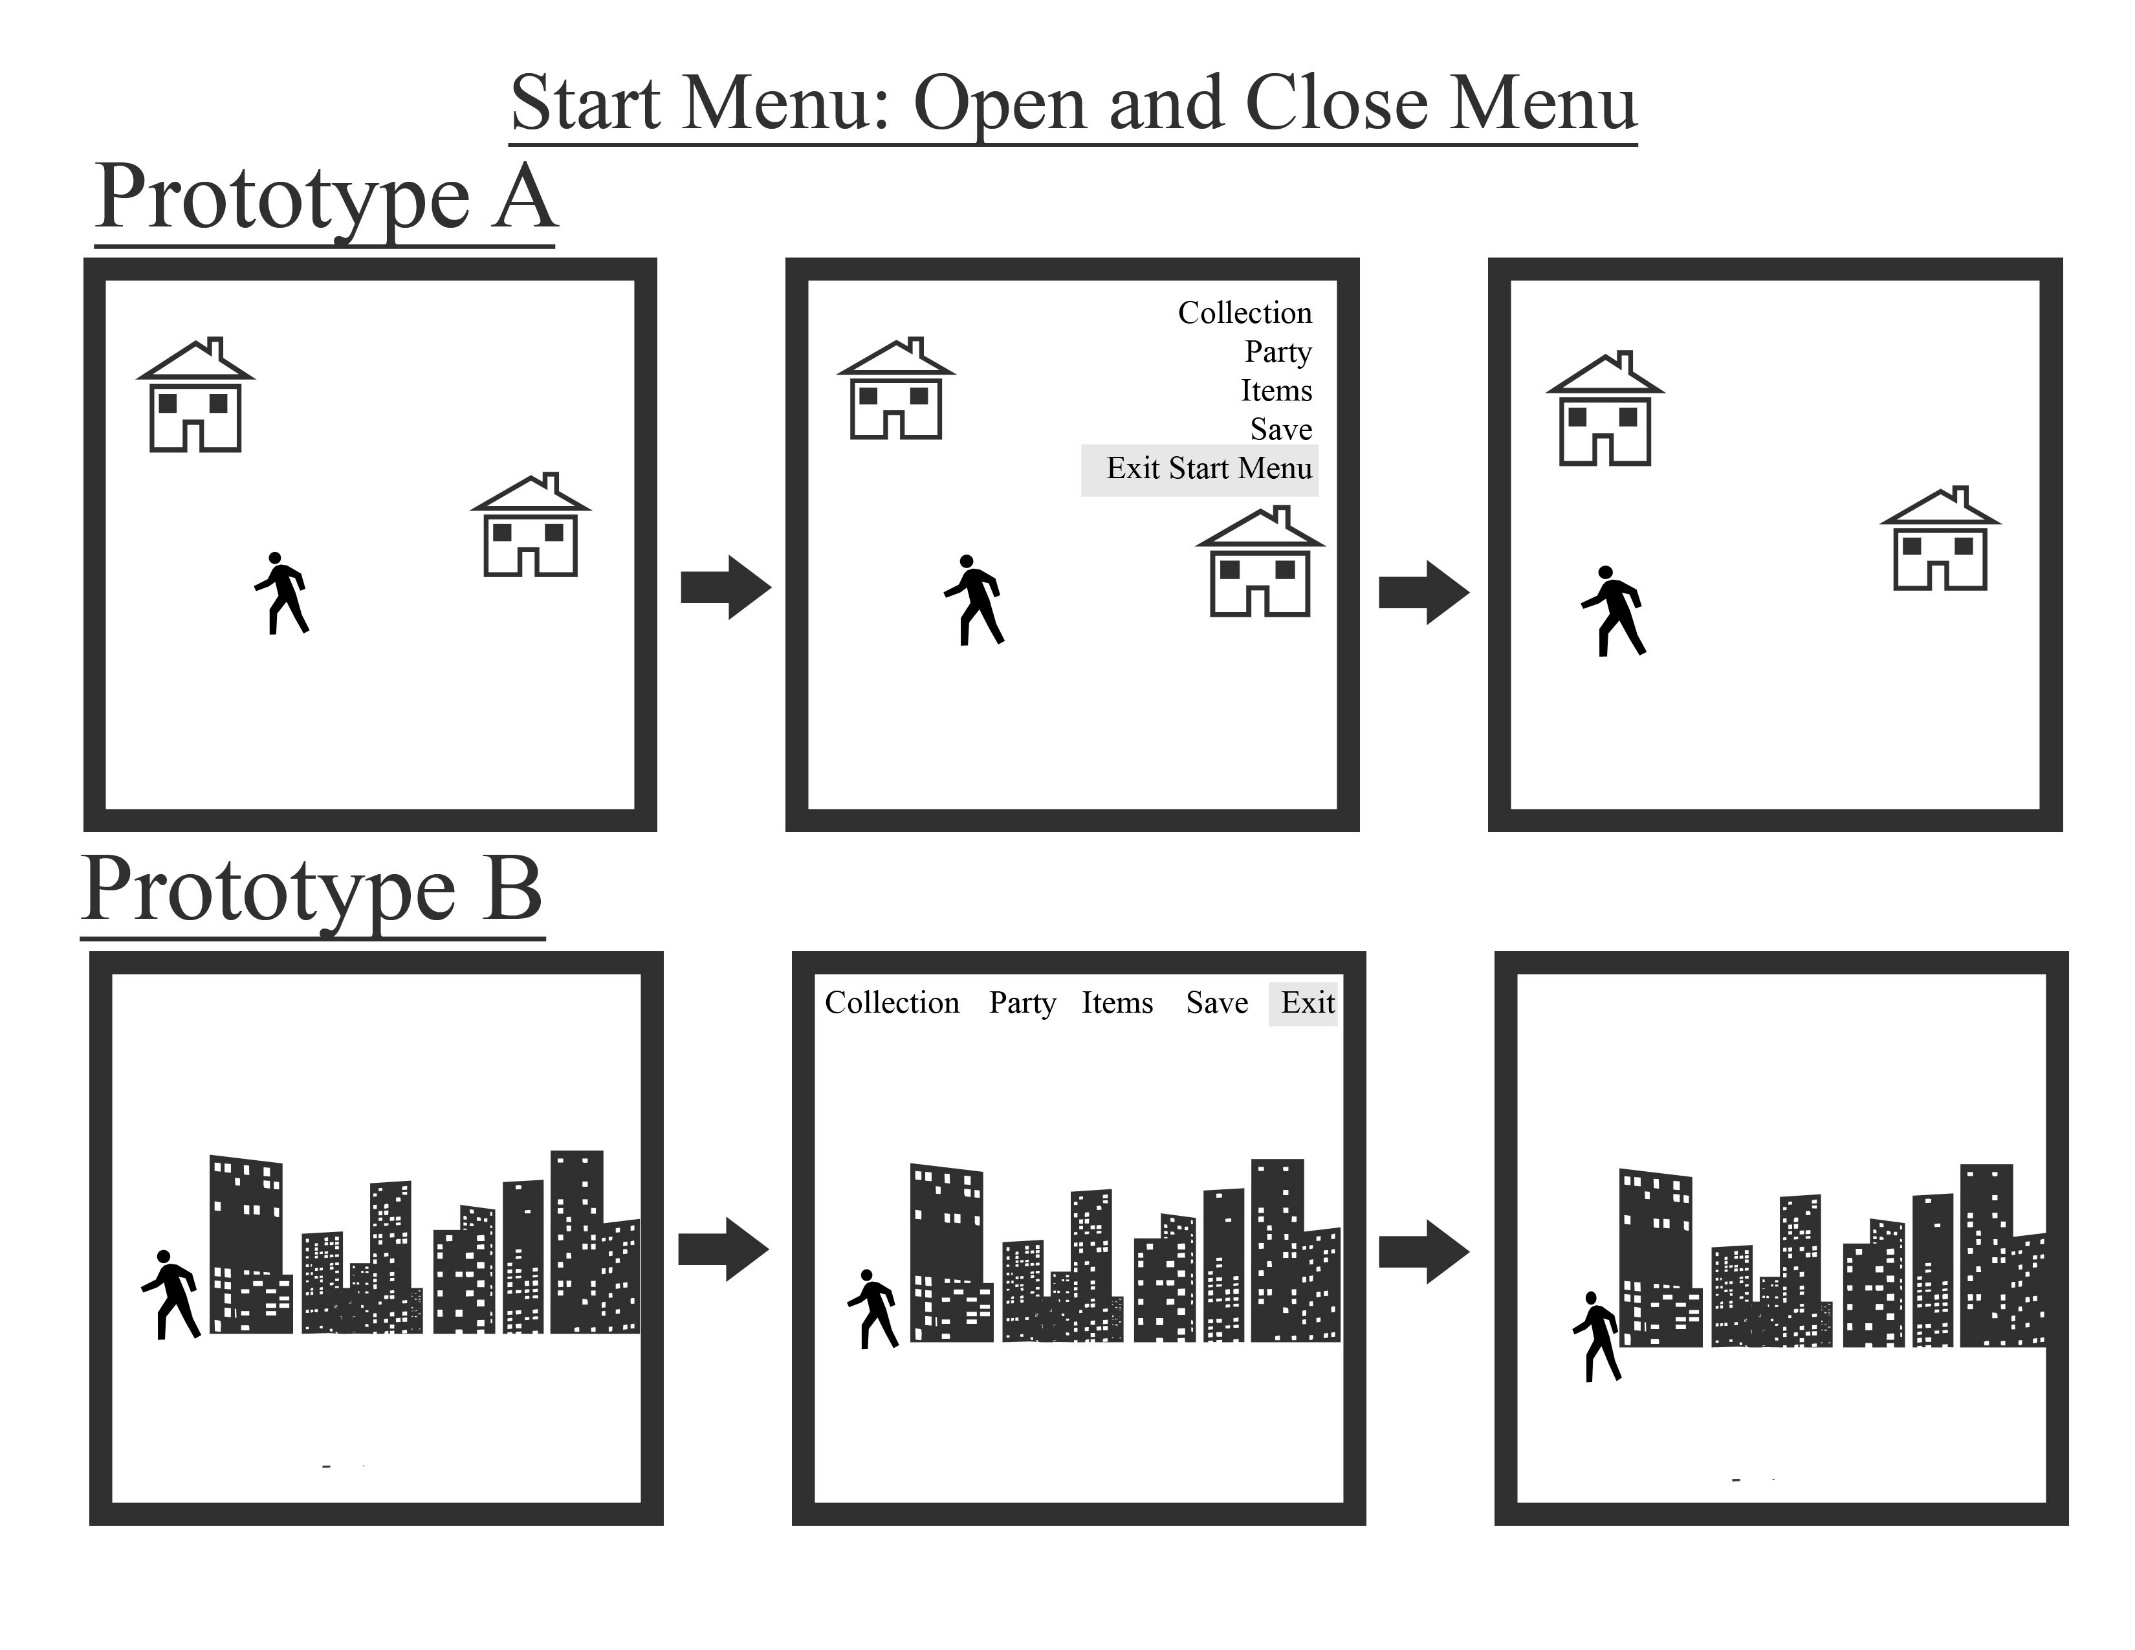 Start Menu: Open and Close Menu
Prototype A
Collection
Party
Items
Save
Exit Start Menu
Prototype B
Collection Party Items Save Exit